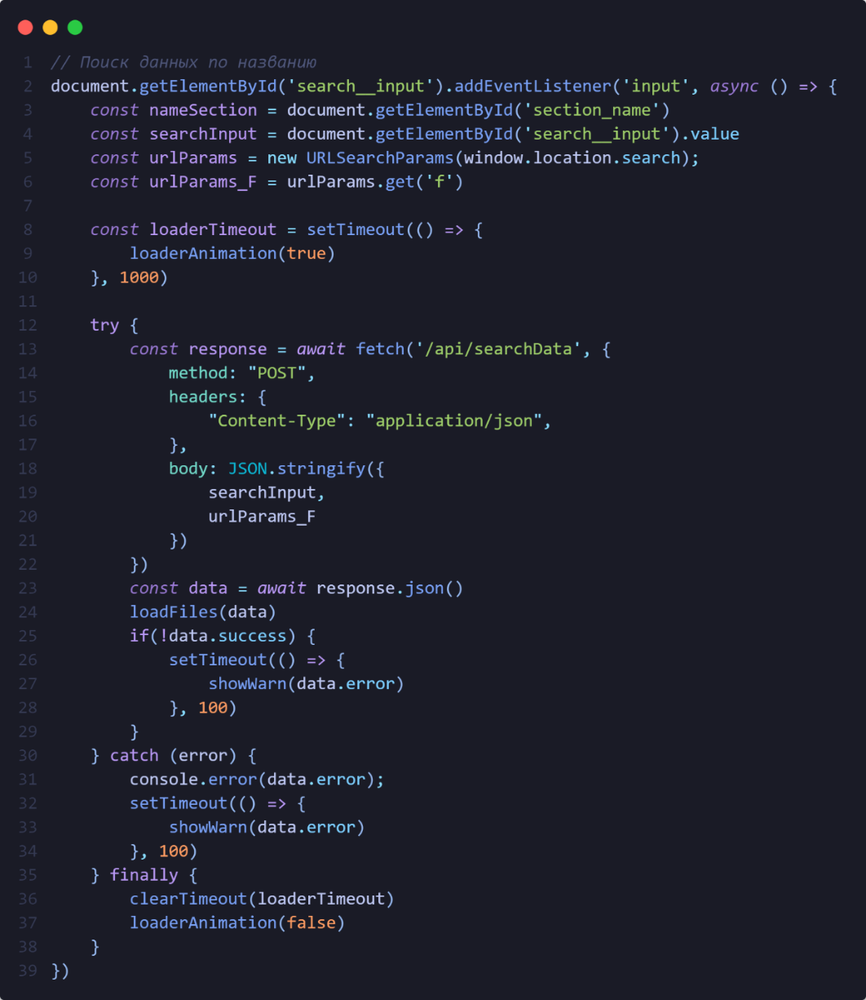 1 // Поиск данных по названию
2 document.getElementById('search__input').addEventListener('input', async () => {
3     const nameSection = document.getElementById('section_name')
4     const searchInput = document.getElementById('search__input').value
5     const urlParams = new URLSearchParams(window.location.search);
6     const urlParams_F = urlParams.get('f')
7
8     const loaderTimeout = setTimeout(() => {
9         loaderAnimation(true)
10     }, 1000)
11
12     try {
13         const response = await fetch('/api/searchData', {
14             method: "POST",
15             headers: {
16                 "Content-Type": "application/json",
17             },
18             body: JSON.stringify({
19                 searchInput,
20                 urlParams_F
21             })
22         })
23         const data = await response.json()
24         loadFiles(data)
25         if(!data.success) {
26             setTimeout(() => {
27                 showWarn(data.error)
28             }, 100)
29         }
30     } catch (error) {
31         console.error(data.error);
32         setTimeout(() => {
33             showWarn(data.error)
34         }, 100)
35     } finally {
36         clearTimeout(loaderTimeout)
37         loaderAnimation(false)
38     }
39 })